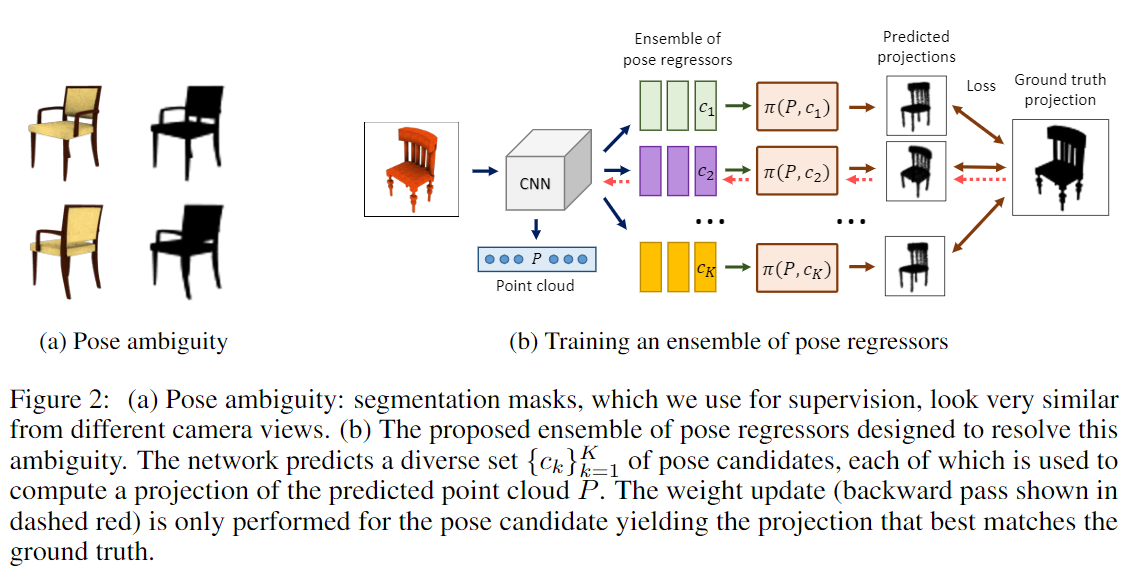 Ensemble of
pose regressors
Predicted
projections
Loss
Ground truth
projection
c_1
π(P, c_1)
CNN
c_2
π(P, c_2)
...
...
P
Point cloud
c_K
π(P, c_K)
(a) Pose ambiguity
(b) Training an ensemble of pose regressors
Figure 2: (a) Pose ambiguity: segmentation masks, which we use for supervision, look very similar
from different camera views. (b) The proposed ensemble of pose regressors designed to resolve this
ambiguity. The network predicts a diverse set {c_k}_{k=1}^K of pose candidates, each of which is used to
compute a projection of the predicted point cloud P. The weight update (backward pass shown in
dashed red) is only performed for the pose candidate yielding the projection that best matches the
ground truth.